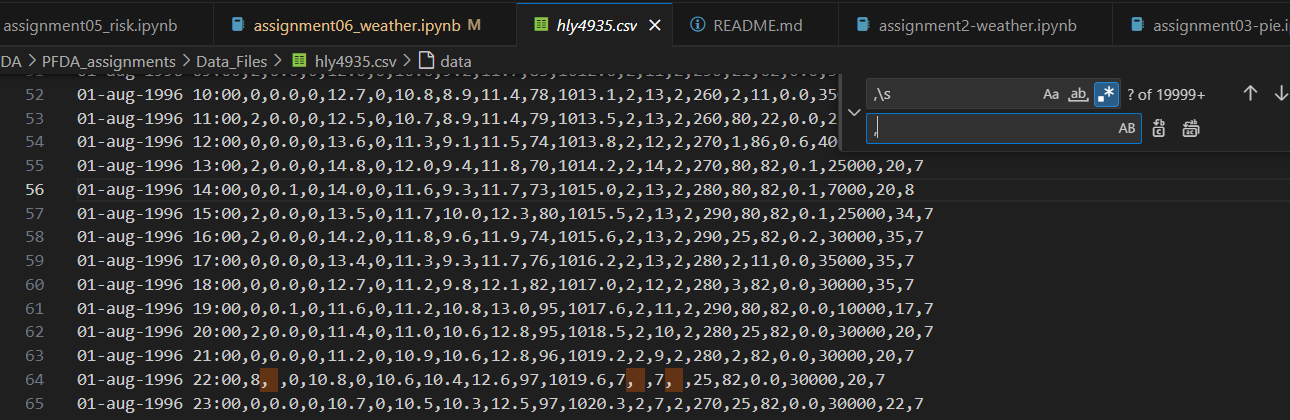 assignment05_risk.ipynb assignment06_weather.ipynb M hly4935.csv README.md assignment2-weather.ipynb assignment03-pie.ip
DA > PFDA_assignments > Data_Files > hly4935.csv > data
,\s Aa ab, .* ? of 19999+
, AB
52 01-aug-1996 10:00,0,0.0,0,12.7,0,10.8,8.9,11.4,78,1013.1,2,13,2,260,2,11,0.0,35
53 01-aug-1996 11:00,2,0.0,0,12.5,0,10.7,8.9,11.4,79,1013.5,2,13,2,260,80,22,0.0,2
54 01-aug-1996 12:00,0,0.0,0,13.6,0,11.3,9.1,11.5,74,1013.8,2,12,2,270,1,86,0.6,40
55 01-aug-1996 13:00,2,0.0,0,14.8,0,12.0,9.4,11.8,70,1014.2,2,14,2,270,80,82,0.1,25000,20,7
56 01-aug-1996 14:00,0,0.1,0,14.0,0,11.6,9.3,11.7,73,1015.0,2,13,2,280,80,82,0.1,7000,20,8
57 01-aug-1996 15:00,2,0.0,0,13.5,0,11.7,10.0,12.3,80,1015.5,2,13,2,290,80,82,0.1,25000,34,7
58 01-aug-1996 16:00,2,0.0,0,14.2,0,11.8,9.6,11.9,74,1015.6,2,13,2,290,25,82,0.2,30000,35,7
59 01-aug-1996 17:00,0,0.0,0,13.4,0,11.3,9.3,11.7,76,1016.2,2,13,2,280,2,11,0.0,35000,35,7
60 01-aug-1996 18:00,0,0.0,0,12.7,0,11.2,9.8,12.1,82,1017.0,2,12,2,280,3,82,0.0,30000,35,7
61 01-aug-1996 19:00,0,0.1,0,11.6,0,11.2,10.8,13.0,95,1017.6,2,11,2,290,80,82,0.0,10000,17,7
62 01-aug-1996 20:00,2,0.0,0,11.4,0,11.0,10.6,12.8,95,1018.5,2,10,2,280,25,82,0.0,30000,20,7
63 01-aug-1996 21:00,0,0.0,0,11.2,0,10.9,10.6,12.8,96,1019.2,2,9,2,280,2,82,0.0,30000,20,7
64 01-aug-1996 22:00,8, ,0,10.8,0,10.6,10.4,12.6,97,1019.6,7, ,7, ,25,82,0.0,30000,20,7
65 01-aug-1996 23:00,0,0.0,0,10.7,0,10.5,10.3,12.5,97,1020.3,2,7,2,270,25,82,0.0,30000,22,7